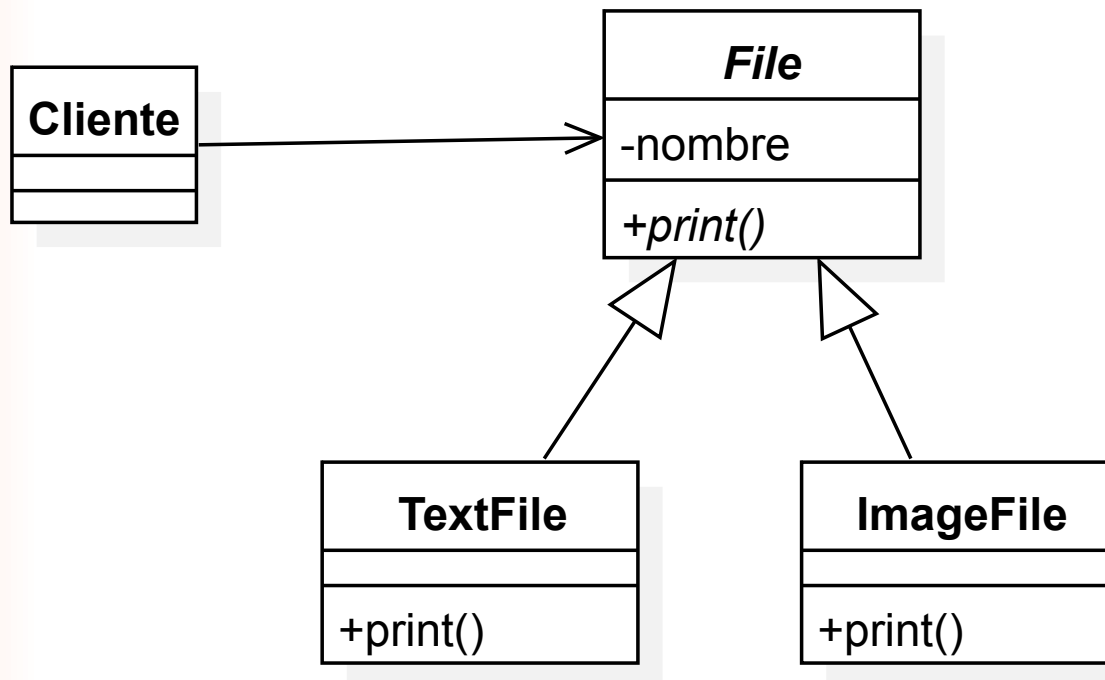 File
Cliente
-nombre
+print()
TextFile
ImageFile
+print()
+print()